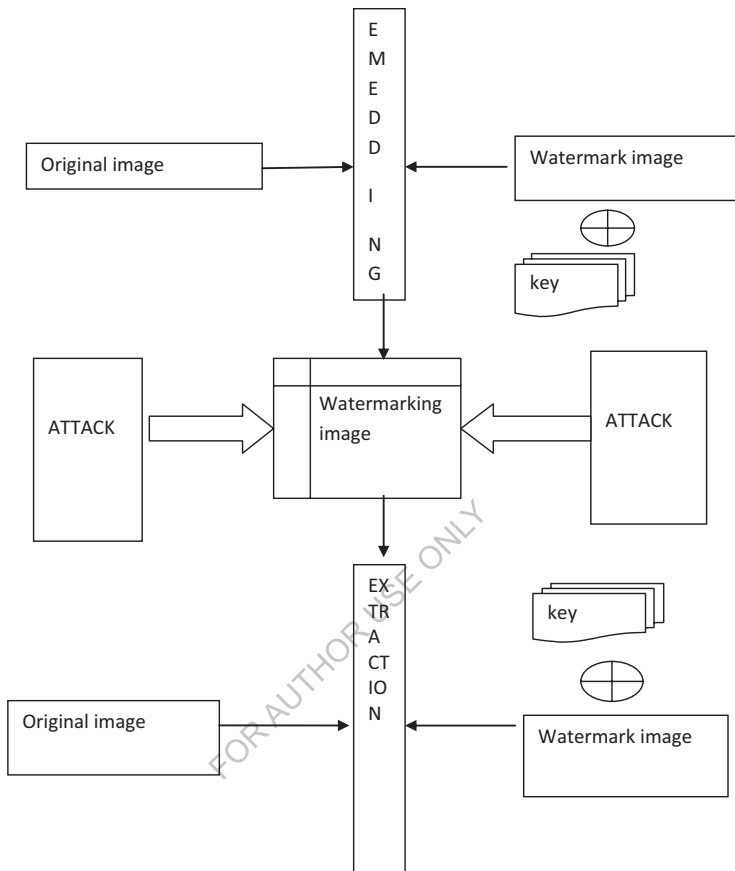 E
M
E
D
D
I
N
G
Original image
Watermark image
key
ATTACK
Watermarking
image
ATTACK
FOR AUTHOR USE ONLY
EX
TR
A
CT
IO
N
key
Original image
Watermark image